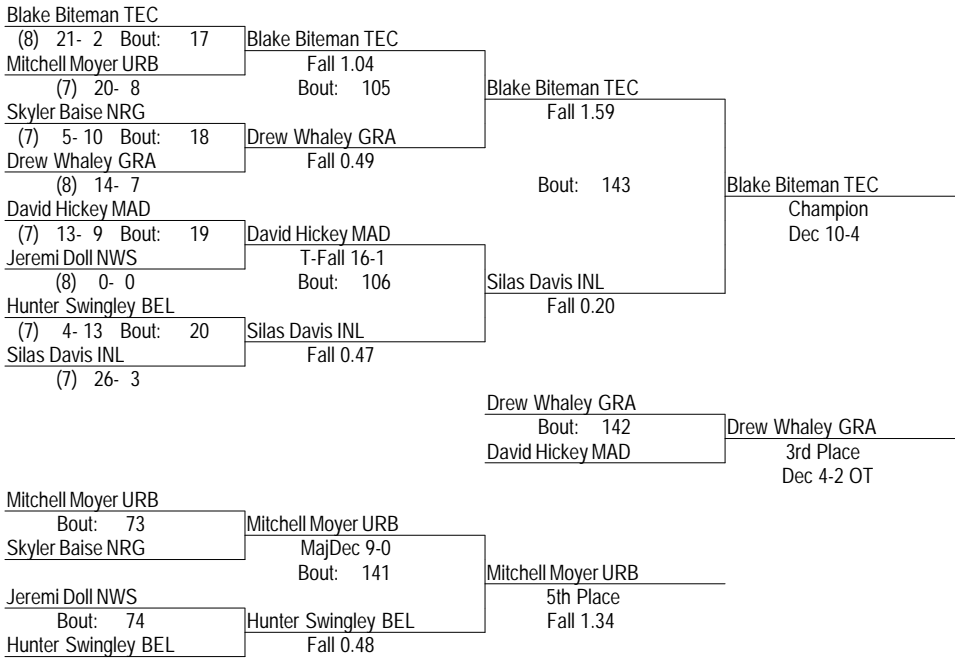 Blake Biteman TEC
(8) 21- 2 Bout: 17 Blake Biteman TEC
Mitchell Moyer URB Fall 1.04
(7) 20- 8 Bout: 105 Blake Biteman TEC
Skyler Baise NRG Fall 1.59
(7) 5- 10 Bout: 18 Drew Whaley GRA
Drew Whaley GRA Fall 0.49
(8) 14- 7 Bout: 143 Blake Biteman TEC
David Hickey MAD Champion
(7) 13- 9 Bout: 19 David Hickey MAD Dec 10-4
Jeremi Doll NWS T-Fall 16-1
(8) 0- 0 Bout: 106 Silas Davis INL
Hunter Swingley BEL Fall 0.20
(7) 4- 13 Bout: 20 Silas Davis INL
Silas Davis INL Fall 0.47
(7) 26- 3
Drew Whaley GRA
Bout: 142 Drew Whaley GRA
David Hickey MAD 3rd Place
Dec 4-2 OT
Mitchell Moyer URB
Bout: 73 Mitchell Moyer URB
Skyler Baise NRG MajDec 9-0
Bout: 141 Mitchell Moyer URB
Jeremi Doll NWS 5th Place
Bout: 74 Hunter Swingley BEL Fall 1.34
Hunter Swingley BEL Fall 0.48